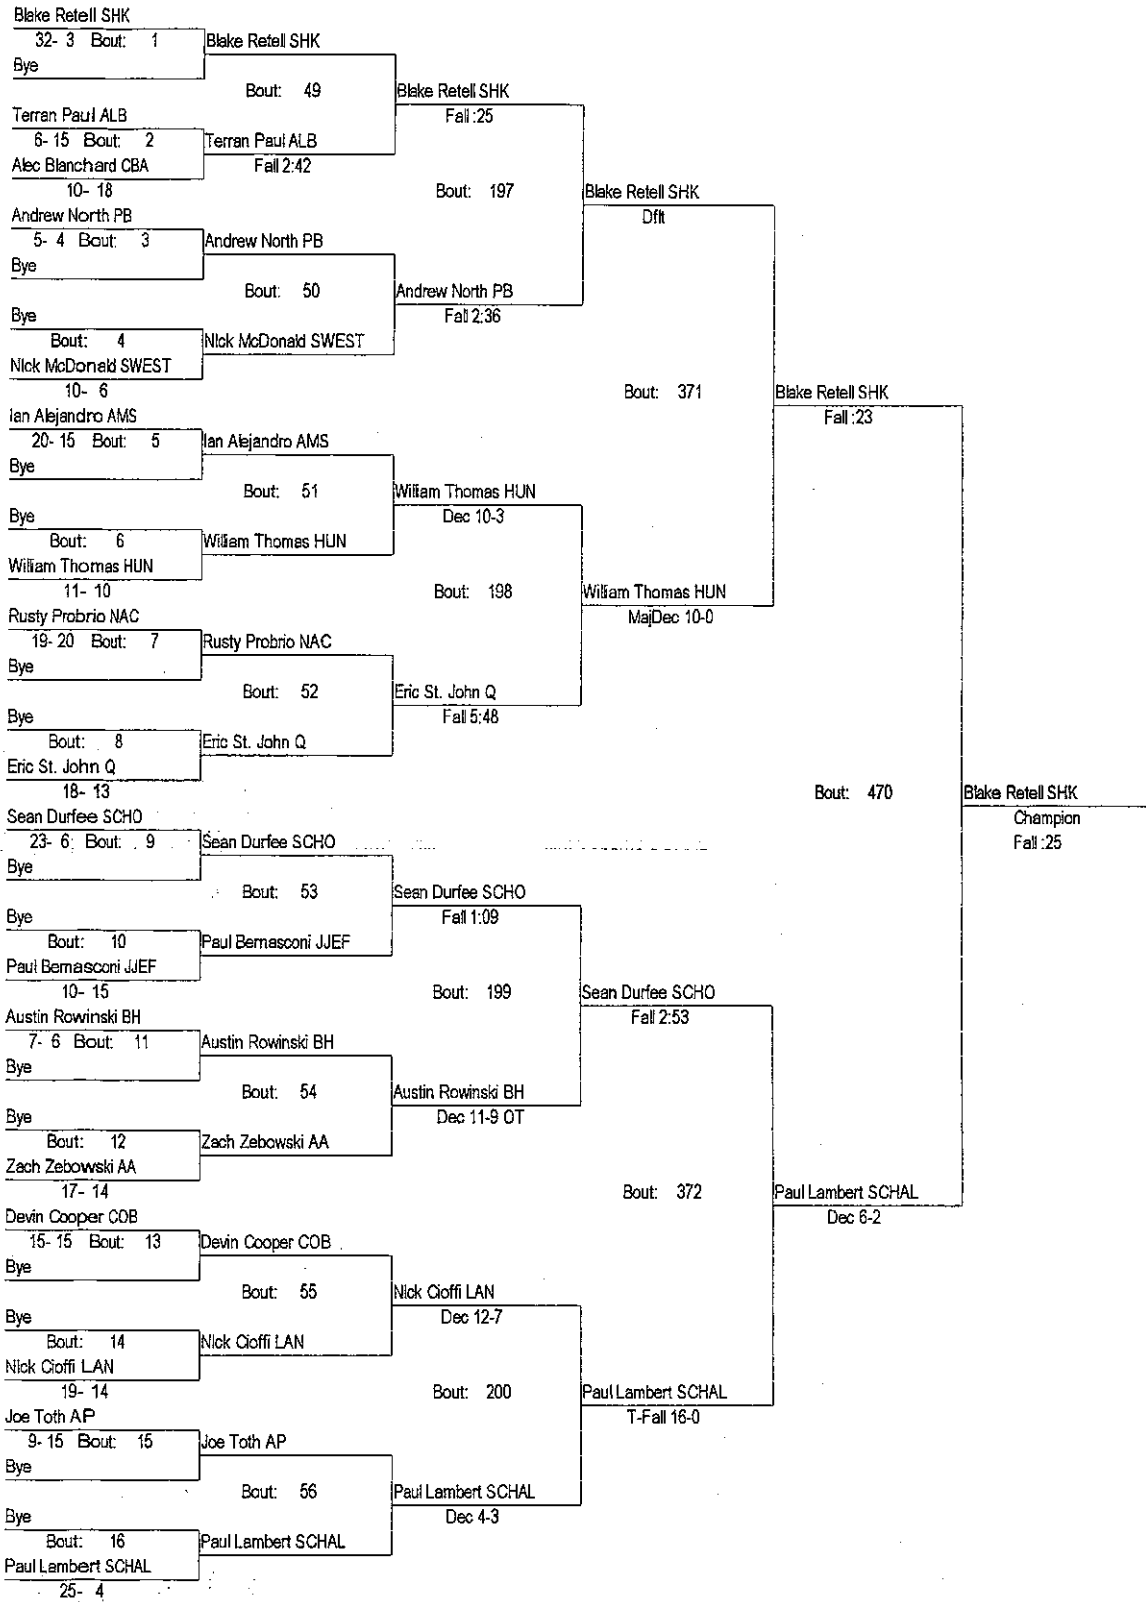 Blake Retell SHK
32- 3 Bout: 1
Bye
Blake Retell SHK
Bout: 49
Terran Paul ALB
6- 15 Bout: 2
Alec Blanchard CBA
10- 18
Terran Paul ALB
Fall 2:42
Blake Retell SHK
Fall :25
Bout: 197
Andrew North PB
5- 4 Bout: 3
Bye
Andrew North PB
Bout: 50
Bye
Bout: 4
Nick McDonald SWEST
10- 6
Nick McDonald SWEST
Andrew North PB
Fall 2:36
Blake Retell SHK
Dflt
Bout: 371
Ian Alejandro AMS
20- 15 Bout: 5
Bye
Ian Alejandro AMS
Bout: 51
Bye
Bout: 6
William Thomas HUN
11- 10
William Thomas HUN
William Thomas HUN
Dec 10-3
Bout: 198
Rusty Probrio NAC
19- 20 Bout: 7
Bye
Rusty Probrio NAC
Bout: 52
Bye
Bout: 8
Eric St. John Q
18- 13
Eric St. John Q
Eric St. John Q
Fall 5:48
William Thomas HUN
MajDec 10-0
Blake Retell SHK
Fall :23
Bout: 470
Blake Retell SHK
Champion
Fall :25
Sean Durfee SCHO
23- 6 Bout: 9
Bye
Sean Durfee SCHO
Bout: 53
Bye
Bout: 10
Paul Bernasconi JJEF
10- 15
Paul Bernasconi JJEF
Sean Durfee SCHO
Fall 1:09
Bout: 199
Austin Rowinski BH
7- 6 Bout: 11
Bye
Austin Rowinski BH
Bout: 54
Bye
Bout: 12
Zach Zebowski AA
17- 14
Zach Zebowski AA
Austin Rowinski BH
Dec 11-9 OT
Sean Durfee SCHO
Fall 2:53
Bout: 372
Devin Cooper COB
15- 15 Bout: 13
Bye
Devin Cooper COB
Bout: 55
Bye
Bout: 14
Nick Cioffi LAN
19- 14
Nick Cioffi LAN
Nick Cioffi LAN
Dec 12-7
Bout: 200
Joe Toth AP
9- 15 Bout: 15
Bye
Joe Toth AP
Bout: 56
Bye
Bout: 16
Paul Lambert SCHAL
25- 4
Paul Lambert SCHAL
Paul Lambert SCHAL
Dec 4-3
Paul Lambert SCHAL
T-Fall 16-0
Paul Lambert SCHAL
Dec 6-2